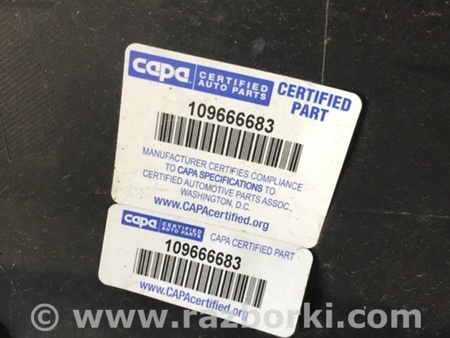 capa CERTIFIED AUTO PARTS CERTIFIED PART
109666683
MANUFACTURER CERTIFIES COMPLIANCE
TO CAPA SPECIFICATIONS TO
CERTIFIED AUTOMOTIVE PARTS ASSOC.
WASHINGTON, D.C.
www.CAPAcertified.org
capa CERTIFIED AUTO PARTS CAPA CERTIFIED PART
109666683
www.CAPAcertified.org
© www.razborki.com